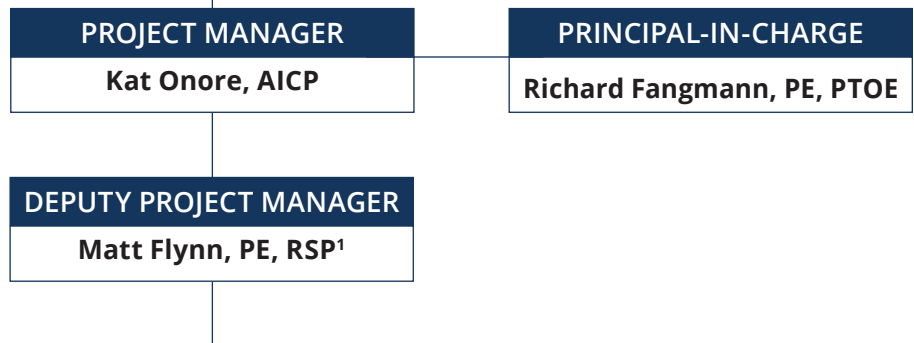 PROJECT MANAGER
Kat Onore, AICP
PRINCIPAL-IN-CHARGE
Richard Fangmann, PE, PTOE
DEPUTY PROJECT MANAGER
Matt Flynn, PE, RSP¹